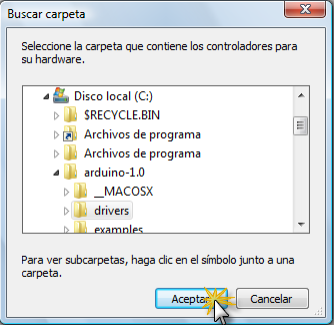 Buscar carpeta
Seleccione la carpeta que contiene los controladores para
su hardware.
Disco local (C:)
$RECYCLE.BIN
Archivos de programa
Archivos de programa
arduino-1.0
__MACOSX
drivers
examples
Para ver subcarpetas, haga clic en el símbolo junto a una
carpeta.
Aceptar
Cancelar